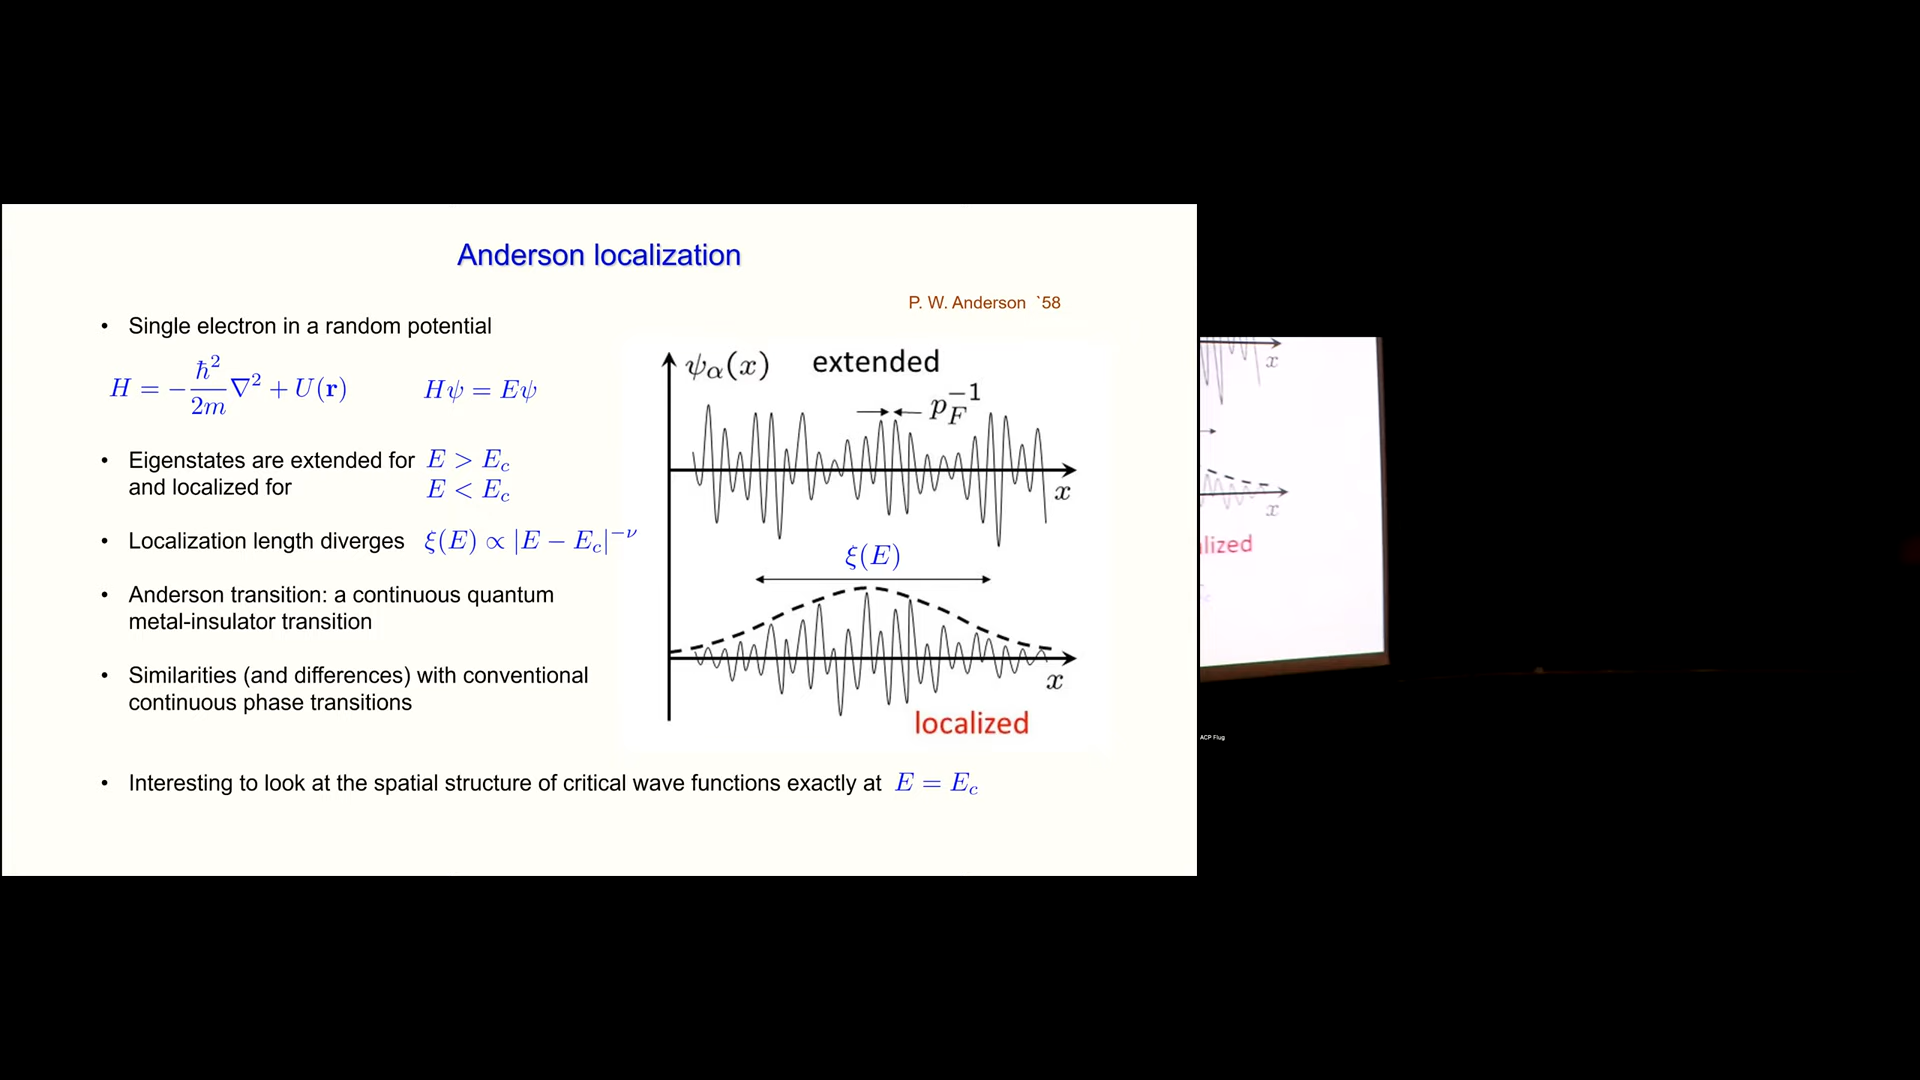 Anderson localization
P. W. Anderson `58
• Single electron in a random potential
H = −ħ²/2m ∇² + U(r)    Hψ = Eψ
• Eigenstates are extended for E > E_c
and localized for E < E_c
• Localization length diverges ξ(E) ∝ |E − E_c|^−ν
• Anderson transition: a continuous quantum
metal-insulator transition
• Similarities (and differences) with conventional
continuous phase transitions
• Interesting to look at the spatial structure of critical wave functions exactly at E = E_c
ψ_α(x) extended
p_F^−1
x
ξ(E)
x
localized
x
x
lized
ACP Flug